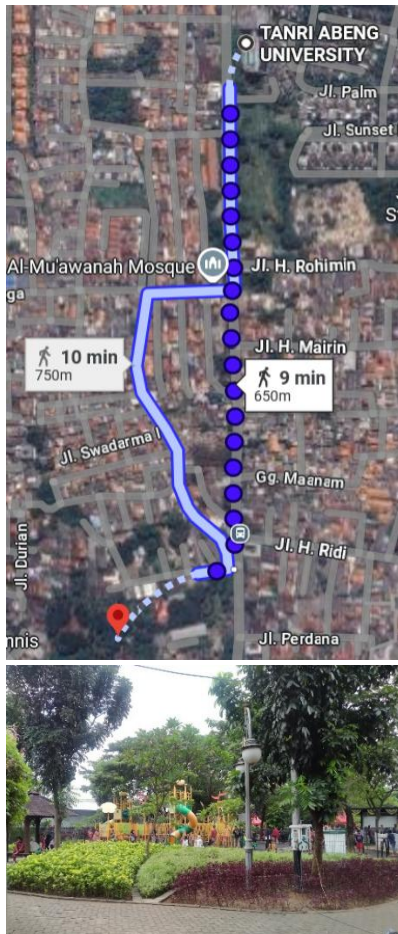 TANRI ABENG
UNIVERSITY
Jl. Palm
Jl. Sunset
S
Al-Mu'awanah Mosque
Jl. H. Rohimin
ga
Jl. H. Mairin
10 min
750m
9 min
650m
Jl. Swadarma I
Gg. Maanam
Jl. Durian
Jl. H. Ridi
nnis
Jl. Perdana